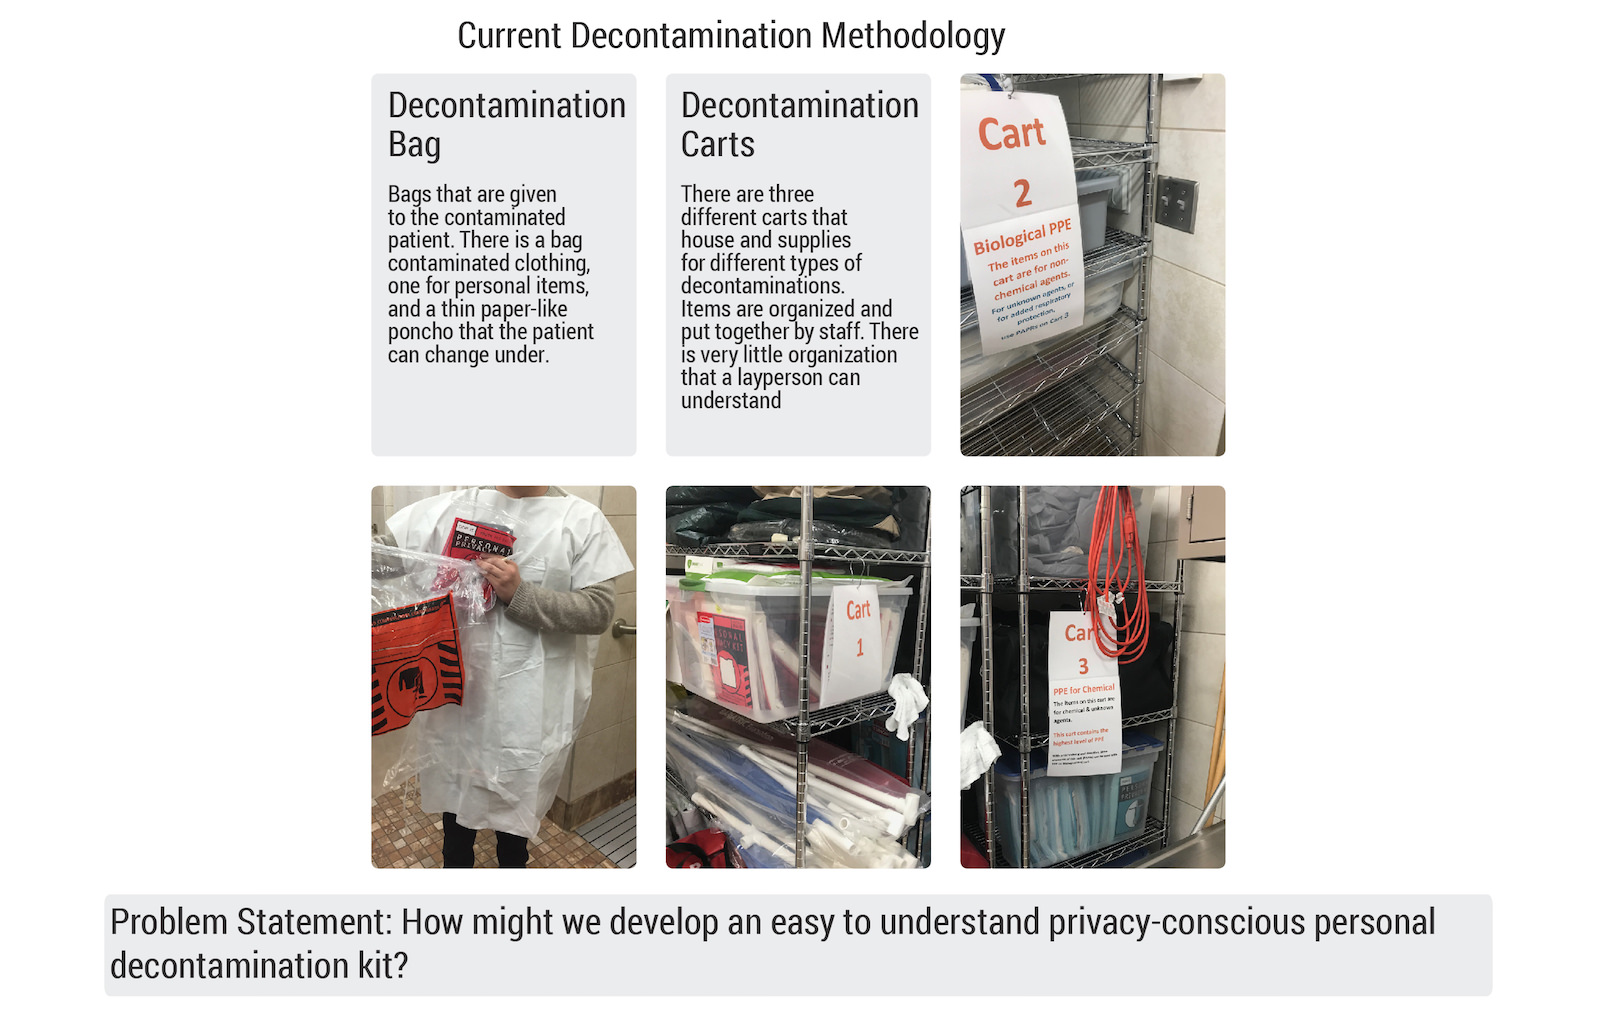 Current Decontamination Methodology
Decontamination
Bag
Bags that are given
to the contaminated
patient. There is a bag
contaminated clothing,
one for personal items,
and a thin paper-like
poncho that the patient
can change under.
Decontamination
Carts
There are three
different carts that
house and supplies
for different types of
decontaminations.
Items are organized and
put together by staff. There
is very little organization
that a layperson can
understand
Cart
2
Biological PPE
The items on this
cart are for non-
chemical agents.
For unknown agents, or
for added respiratory
protection,
use PAPRs on Cart 3
PERSONAL
Cart
1
Cart
3
PPE for Chemical
The items on this cart are
for chemical & unknown
agents.
This cart contains the
highest level of PPE
Problem Statement: How might we develop an easy to understand privacy-conscious personal
decontamination kit?